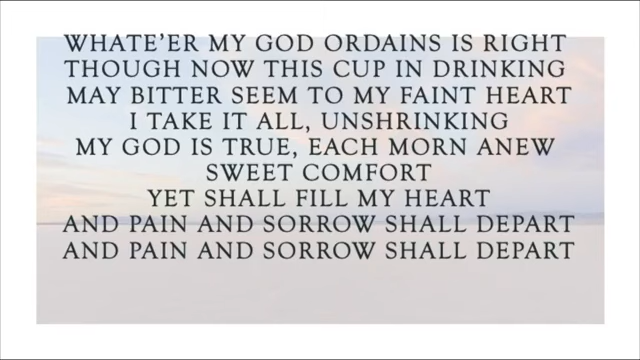 WHATE'ER MY GOD ORDAINS IS RIGHT
THOUGH NOW THIS CUP IN DRINKING
MAY BITTER SEEM TO MY FAINT HEART
I TAKE IT ALL, UNSHRINKING
MY GOD IS TRUE, EACH MORN ANEW
SWEET COMFORT
YET SHALL FILL MY HEART
AND PAIN AND SORROW SHALL DEPART
AND PAIN AND SORROW SHALL DEPART